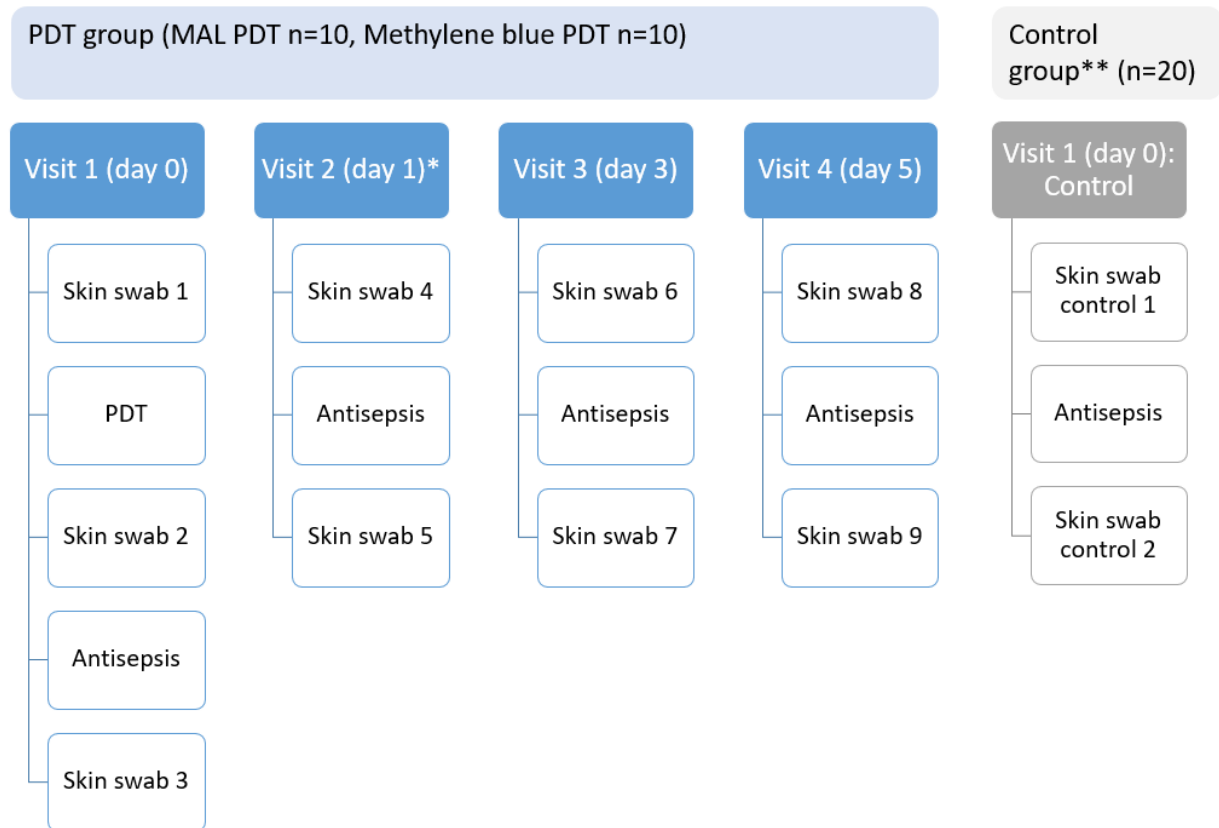 PDT group (MAL PDT n=10, Methylene blue PDT n=10)
Control
group** (n=20)
Visit 1 (day 0)
Skin swab 1
PDT
Skin swab 2
Antisepsis
Skin swab 3
Visit 2 (day 1)*
Skin swab 4
Antisepsis
Skin swab 5
Visit 3 (day 3)
Skin swab 6
Antisepsis
Skin swab 7
Visit 4 (day 5)
Skin swab 8
Antisepsis
Skin swab 9
Visit 1 (day 0):
Control
Skin swab
control 1
Antisepsis
Skin swab
control 2